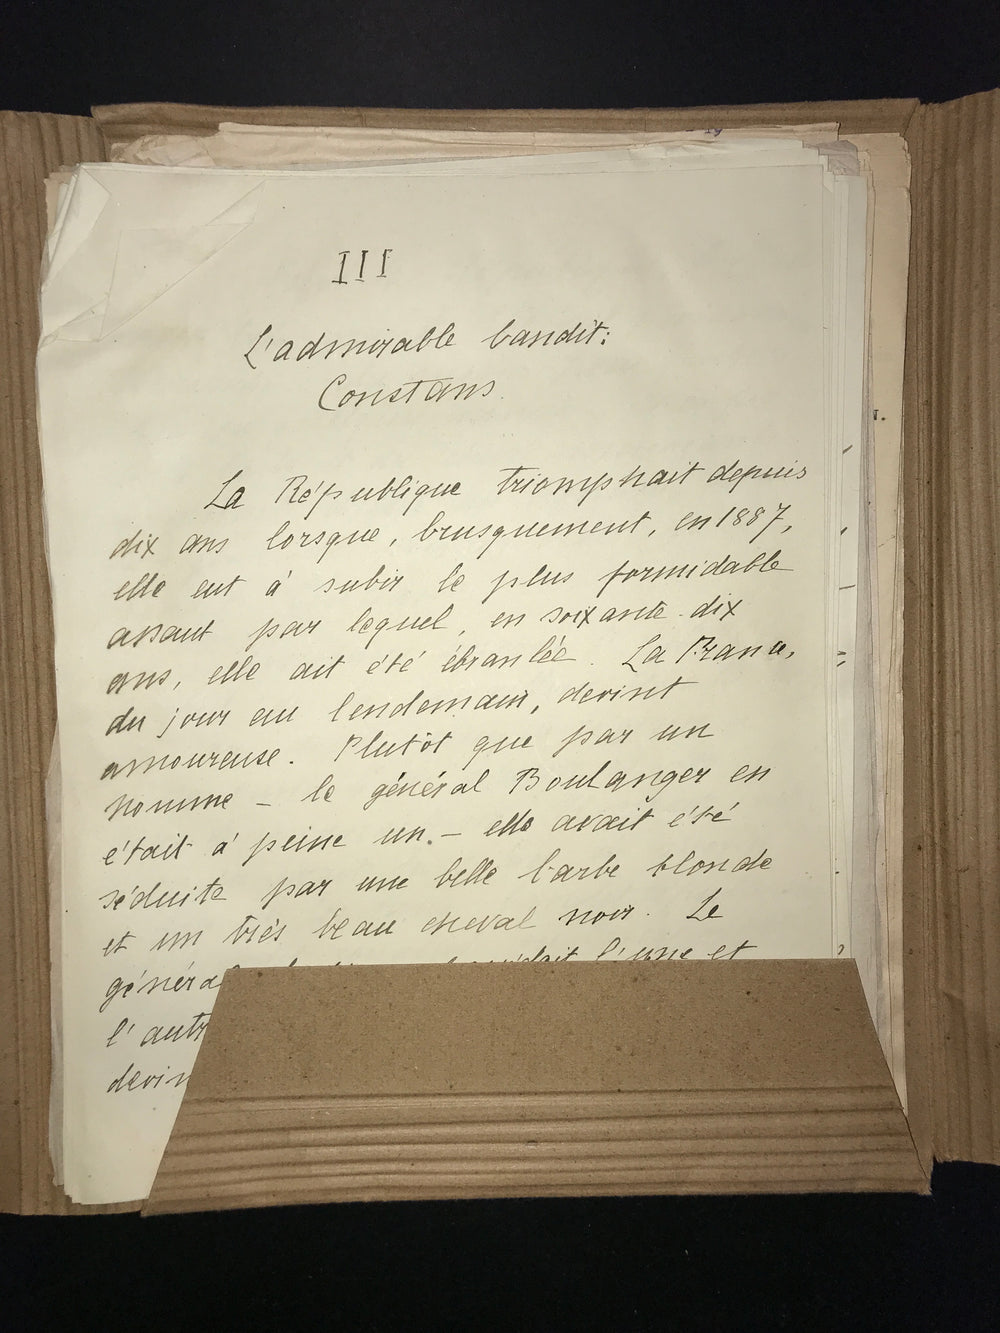 III
L'admirable bandit:
Constans
La République triomphait depuis
dix ans lorsque, brusquement, en 1887,
elle eut à subir le plus formidable
assaut par lequel, en soixante-dix
ans, elle ait été ébranlée. La France,
du jour au lendemain, devint
amoureuse. Plutôt que par un
homme – le général Boulanger en
était à peine un. – elle avait été
séduite par une belle barbe blonde
et un très beau cheval noir. Le
l'une et
l'